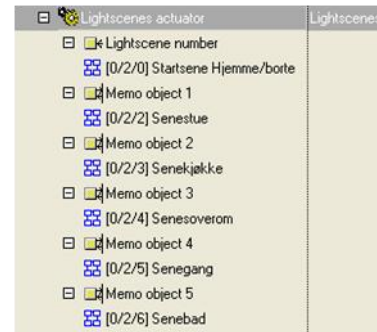 Lightscenes actuator Lightscenes
Lightscene number
[0/2/0] Startsene Hjemme/borte
Memo object 1
[0/2/2] Senestue
Memo object 2
[0/2/3] Senekjøkke
Memo object 3
[0/2/4] Senesoverom
Memo object 4
[0/2/5] Senegang
Memo object 5
[0/2/6] Senebad